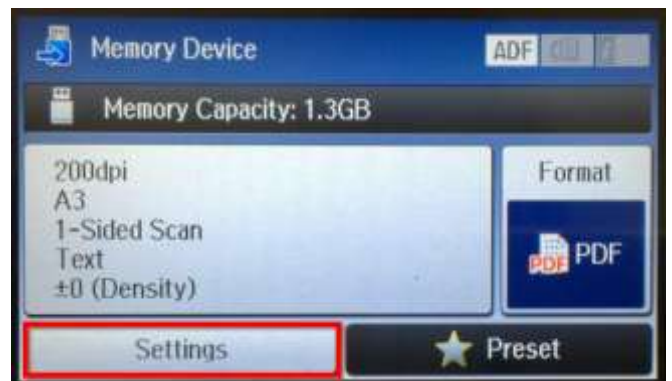 Memory Device
ADF
Memory Capacity: 1.3GB
200dpi
A3
1-Sided Scan
Text
±0 (Density)
Format
PDF PDF
Settings
Preset